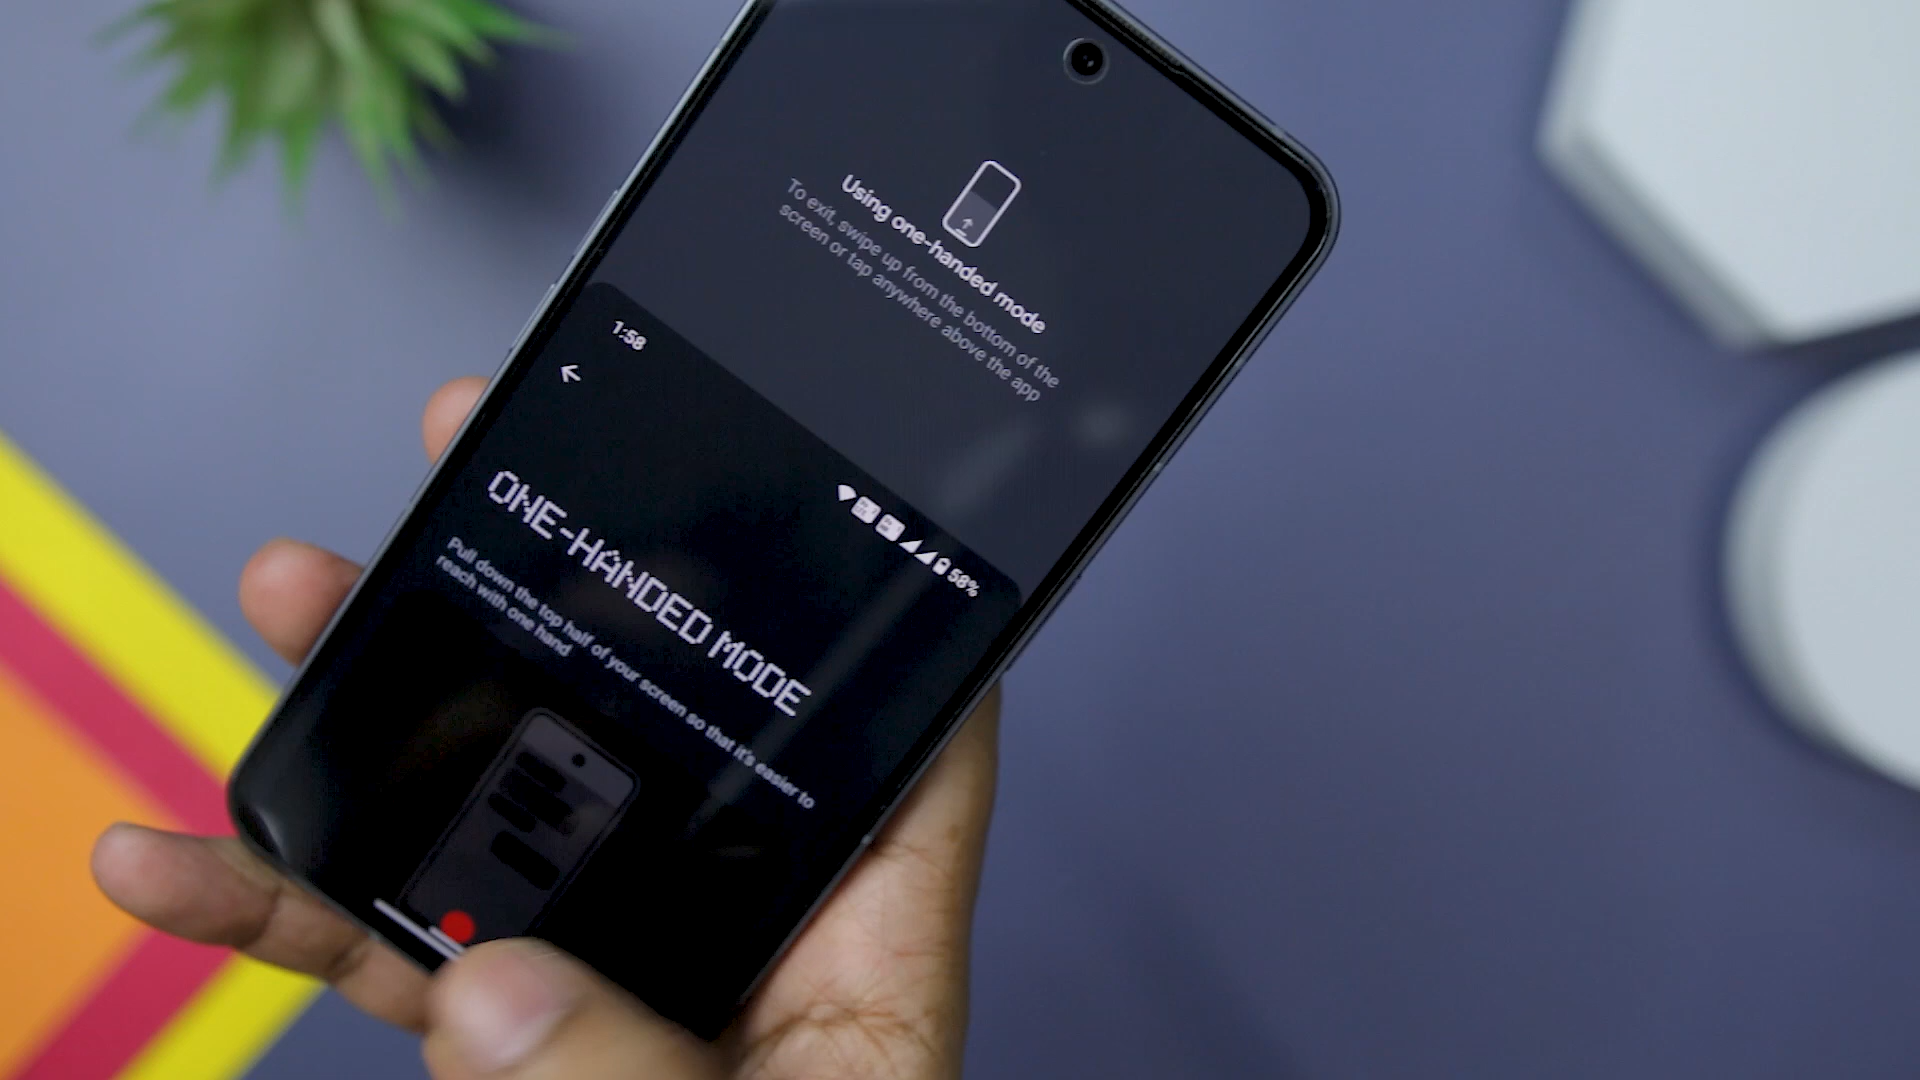 Using one-handed mode
To exit, swipe up from the bottom of the
screen or tap anywhere above the app
1:58
58%
ONE-HANDED MODE
Pull down the top half of your screen so that it's easier to
reach with one hand